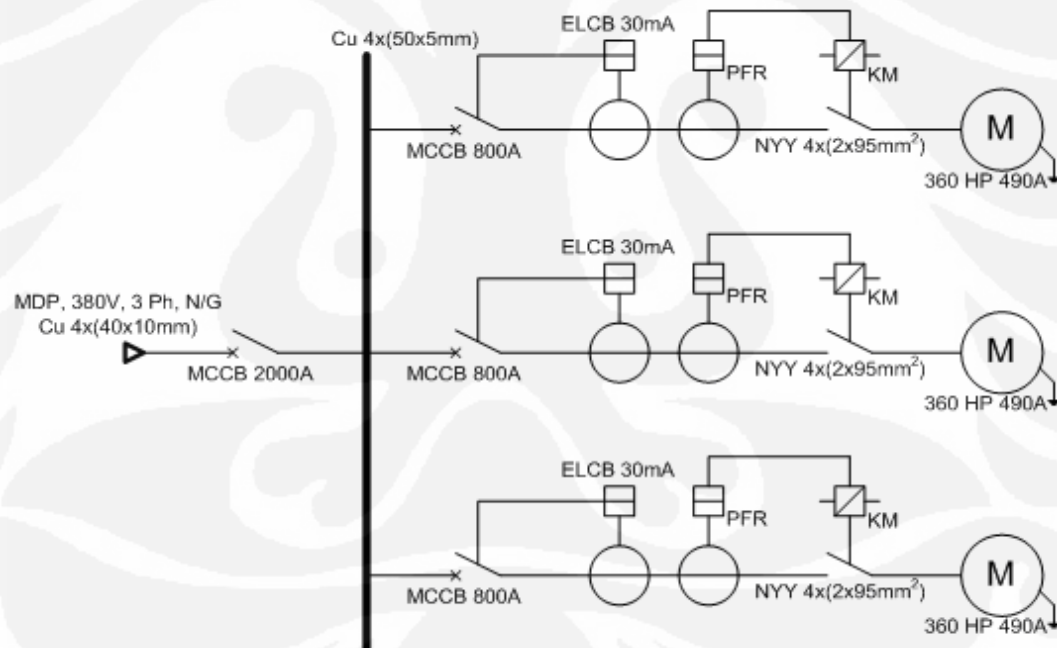 Cu 4x(50x5mm)
ELCB 30mA
PFR
KM
MCCB 800A
NYY 4x(2x95mm²)
M
360 HP 490A
MDP, 380V, 3 Ph, N/G
Cu 4x(40x10mm)
MCCB 2000A
ELCB 30mA
PFR
KM
MCCB 800A
NYY 4x(2x95mm²)
M
360 HP 490A
ELCB 30mA
PFR
KM
MCCB 800A
NYY 4x(2x95mm²)
M
360 HP 490A